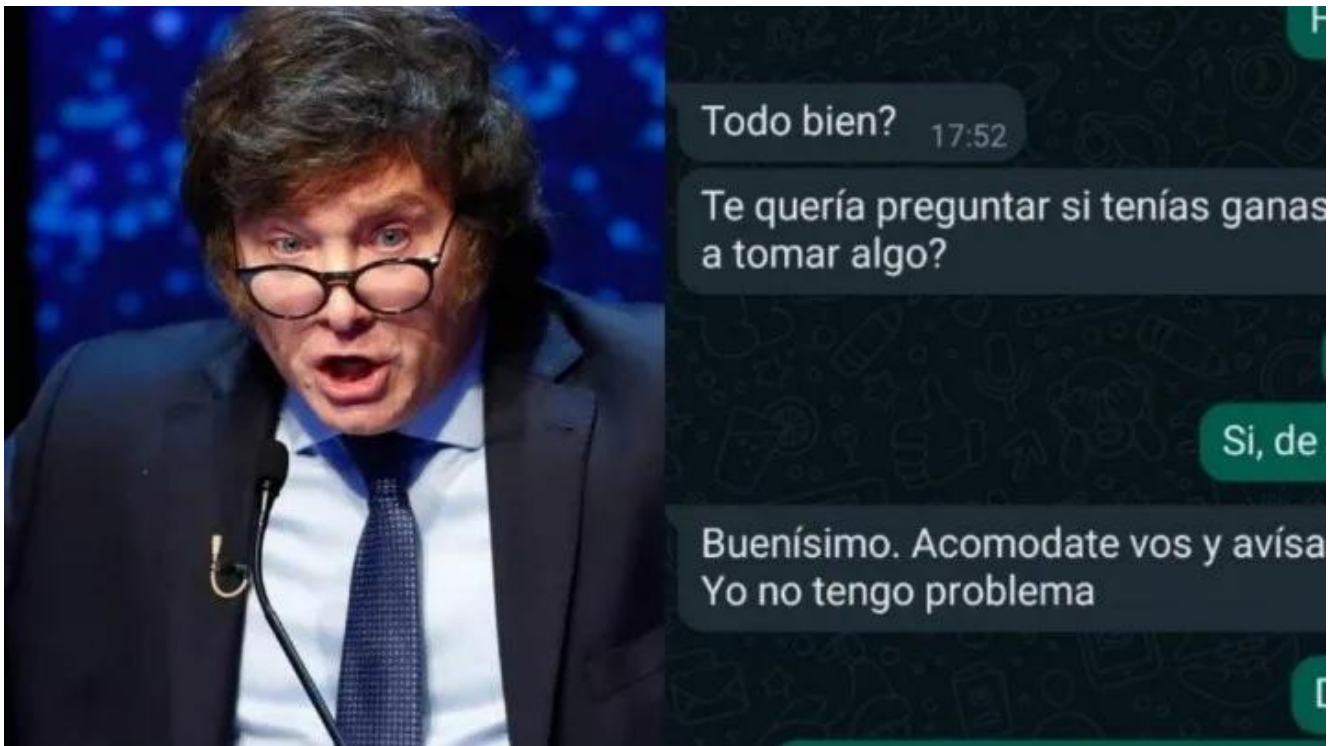 Todo bien? 17:52
Te quería preguntar si tenías ganas
a tomar algo?
Si, de
Buenísimo. Acomodate vos y avísa
Yo no tengo problema